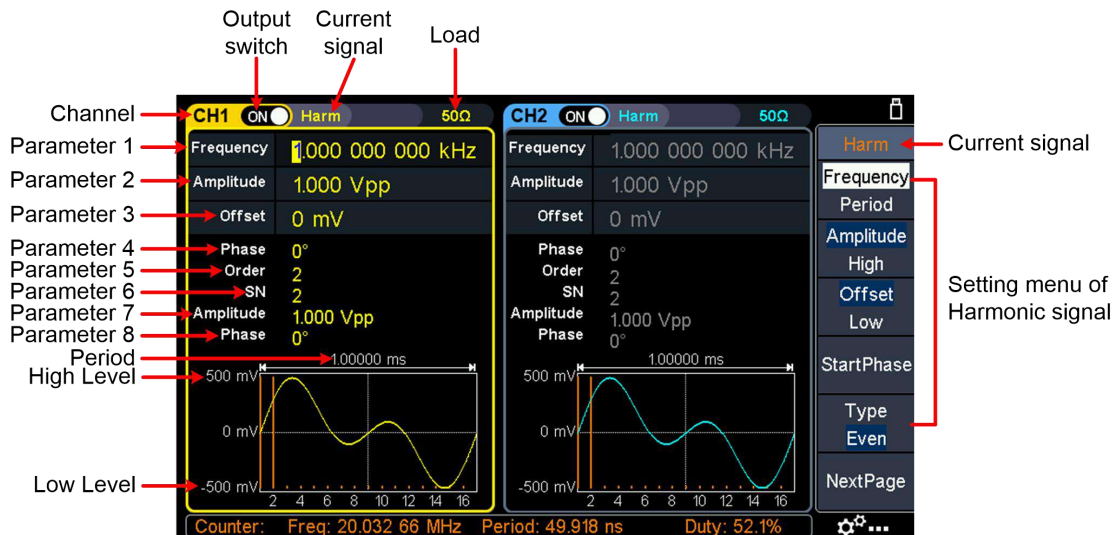 Output switch
Current signal
Load
Channel
CH1 ON Harm 50Ω
CH2 ON Harm 50Ω
Parameter 1
Frequency 1.000 000 000 kHz
Frequency 1.000 000 000 kHz
Parameter 2
Amplitude 1.000 Vpp
Amplitude 1.000 Vpp
Parameter 3
Offset 0 mV
Offset 0 mV
Parameter 4
Phase 0°
Phase 0°
Parameter 5
Order 2
Order 2
Parameter 6
SN 2
SN 2
Parameter 7
Amplitude 1.000 Vpp
Amplitude 1.000 Vpp
Parameter 8
Phase 0°
Phase 0°
Period
1.00000 ms
1.00000 ms
High Level
500 mV
500 mV
0 mV
0 mV
Low Level
-500 mV
-500 mV
2 4 6 8 10 12 14 16
2 4 6 8 10 12 14 16
Counter: Freq: 20.032 66 MHz Period: 49.918 ns Duty: 52.1%
Harm
Current signal
Frequency
Period
Amplitude
High
Offset
Low
StartPhase
Type
Even
NextPage
Setting menu of
Harmonic signal